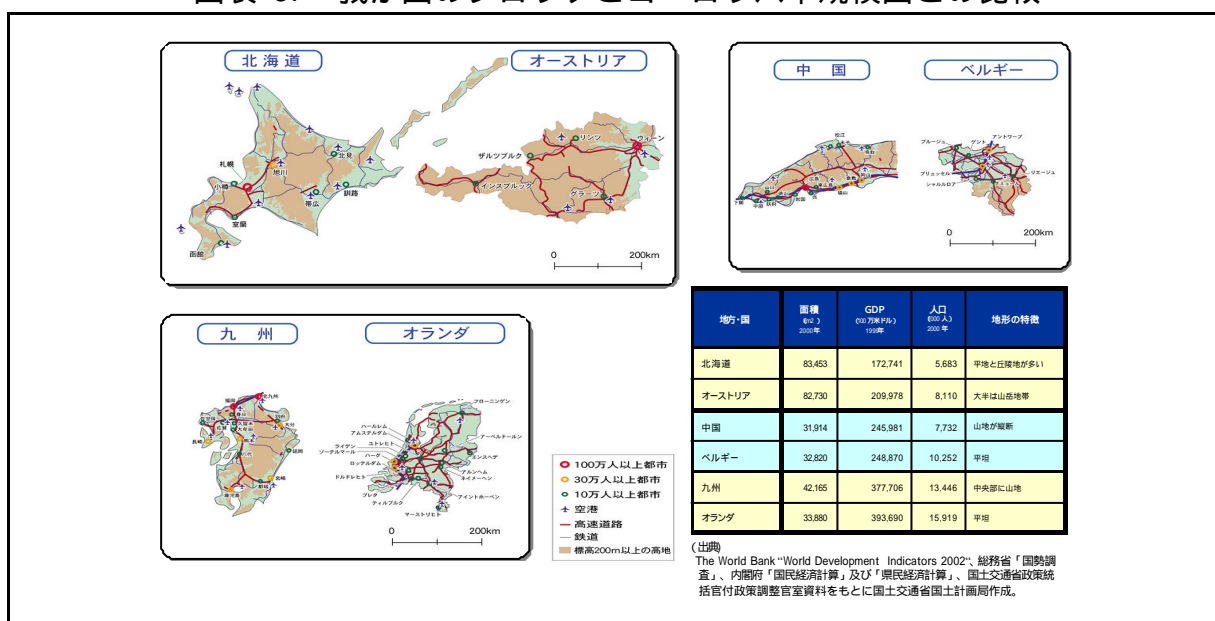 北海道
オーストリア
札幌
小樽
旭川
北見
帯広
釧路
室蘭
函館
リンツ
ウィーン
ザルツブルク
インスブルック
グラーツ
0 200km
中 国
ベルギー
松江
下関
アントワープ
ブルージュ
ゲント
ブリュッセル
リエージュ
シャルルロア
0 200km
九 州
オランダ
福岡
北九州
大分
長崎
宮崎
鹿児島
フローニンゲン
ハールレム
アムステルダム
ユトレヒト
ライデン
ゾーテルマール
ハーグ
ロッテルダム
アーペルドールン
エンスヘデ
アルンヘム
ネイメーヘン
ドルドレヒト
ブレダ
ティルブルク
アイントホーベン
マーストリヒト
0 200km
100万人以上都市
30万人以上都市
10万人以上都市
空港
高速道路
鉄道
標高200m以上の高地
地方・国 面積 GDP 人口 地形の特徴
2000年 (100万米ドル) 1999年 2000年
北海道 83,453 172,741 5,683 平地と丘陵地が多い
オーストリア 82,730 209,978 8,110 大半は山岳地帯
中国 31,914 245,981 7,732 山地が縦断
ベルギー 32,820 248,870 10,252 平坦
九州 42,165 377,706 13,446 中央部に山地
オランダ 33,880 393,690 15,919 平坦
(出典)
The World Bank “World Development Indicators 2002”、総務省「国勢調
査」、内閣府「国民経済計算」及び「県民経済計算」、国土交通省政策統
括官付政策調整官室資料をもとに国土交通省国土計画局作成。